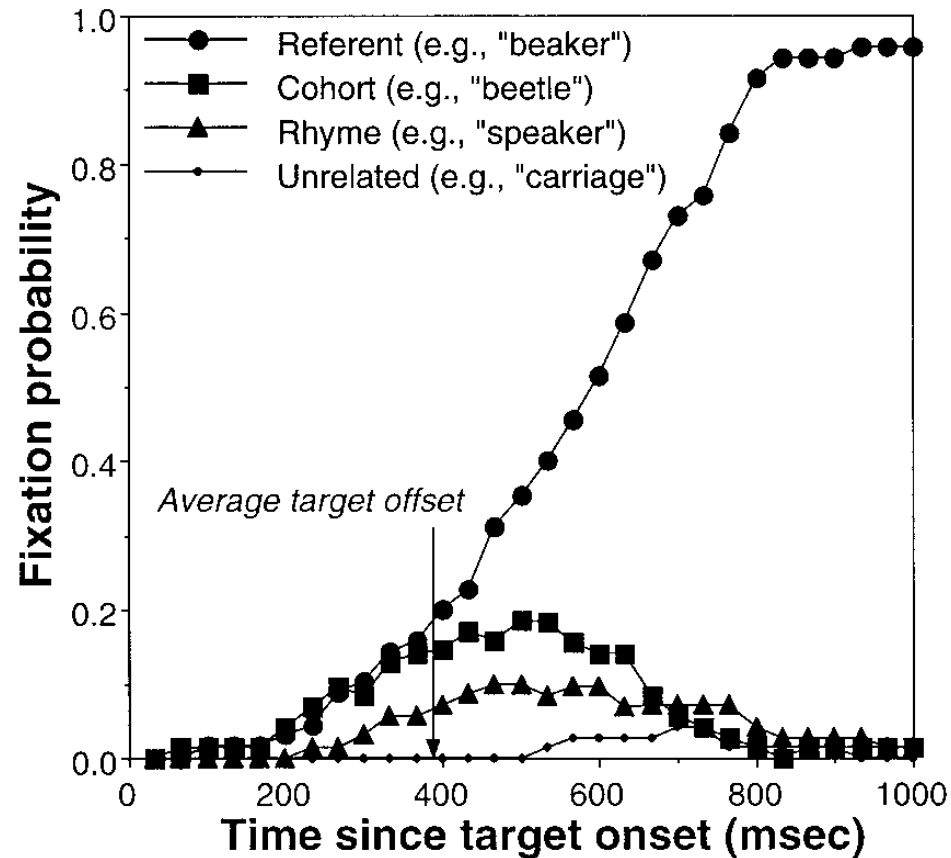 1.0
Referent (e.g., "beaker")
Cohort (e.g., "beetle")
Rhyme (e.g., "speaker")
Unrelated (e.g., "carriage")
0.8
0.6
0.4
Average target offset
0.2
0.0
Fixation probability
0 200 400 600 800 1000
Time since target onset (msec)